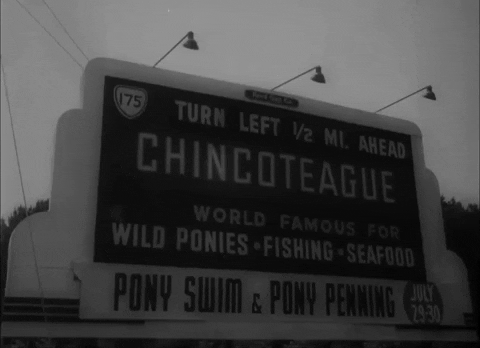 175
TURN LEFT 1/2 MI. AHEAD
CHINCOTEAGUE
WORLD FAMOUS FOR
WILD PONIES • FISHING • SEAFOOD
PONY SWIM & PONY PENNING
JULY
29-30